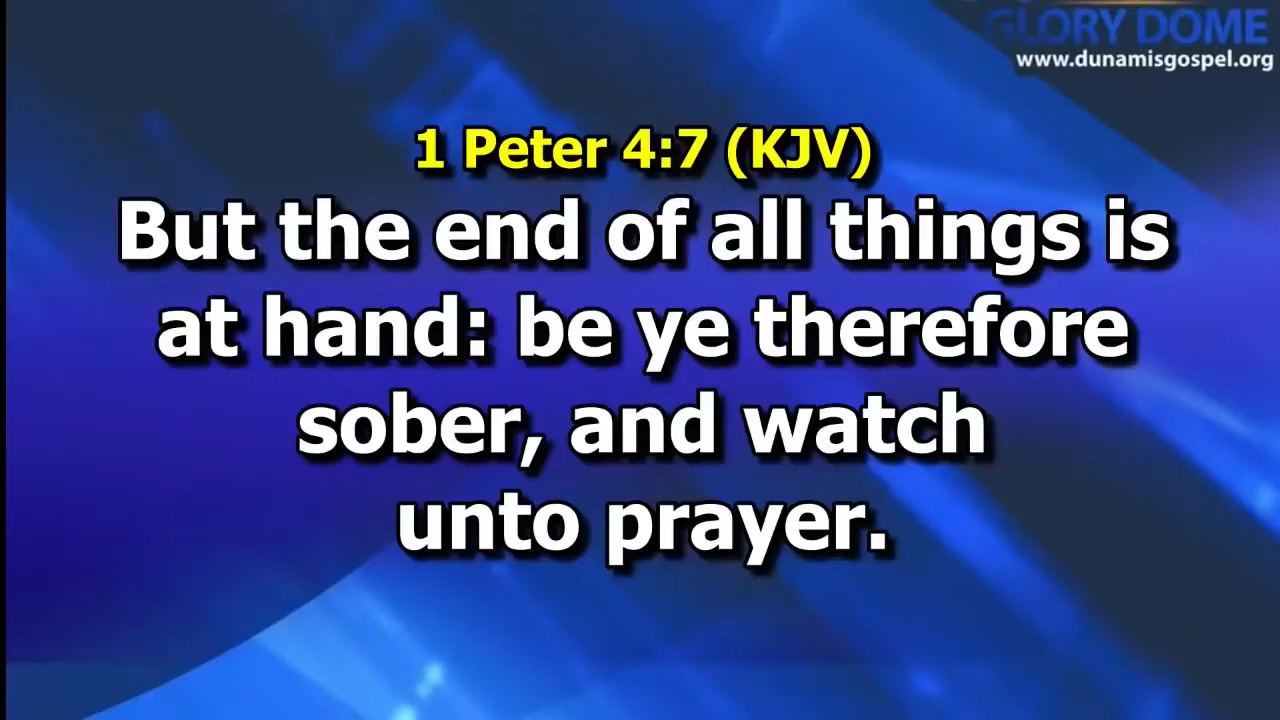 GLORY DOME
www.dunamisgospel.org
1 Peter 4:7 (KJV)
But the end of all things is
at hand: be ye therefore
sober, and watch
unto prayer.